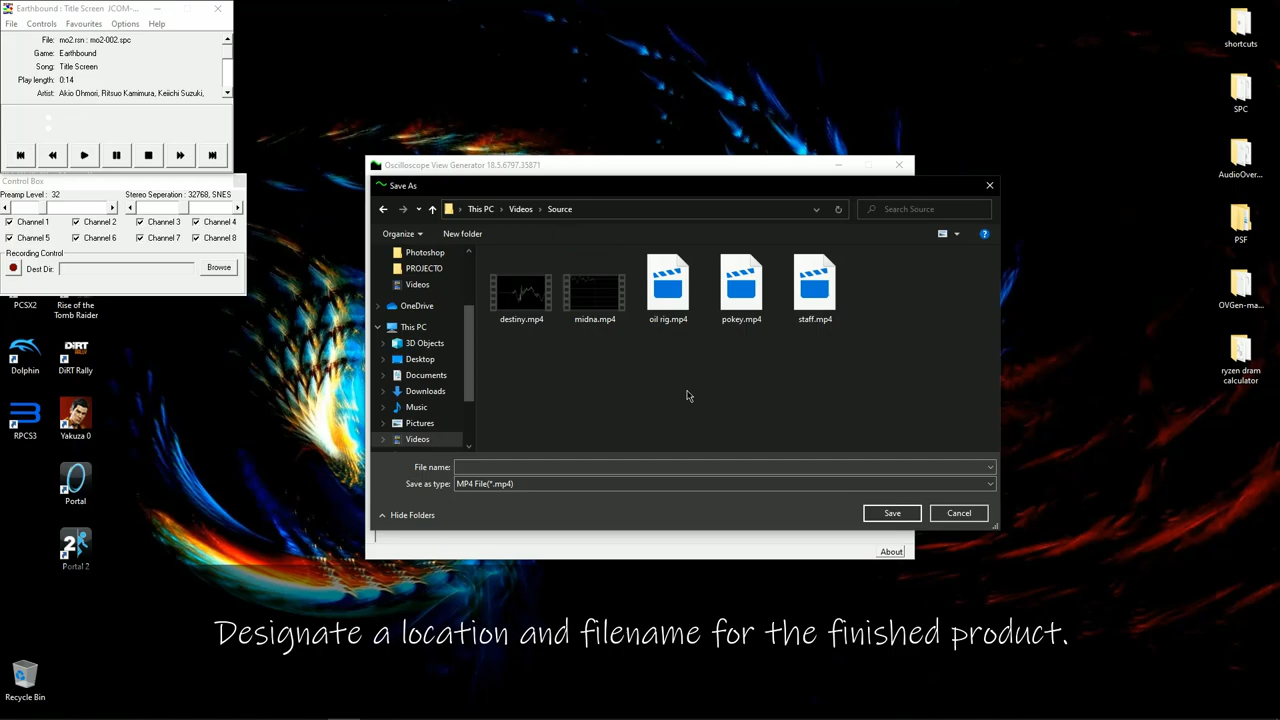 Earthbound : Title Screen JCOM-
File Controls Favourites Options Help
File: mo2.rsn : mo2-002.spc
Game: Earthbound
Song: Title Screen
Play length: 0:14
Artist: Akio Ohmori, Ritsuo Kamimura, Keiichi Suzuki,
Control Box
Preamp Level : 32 Stereo Seperation : 32768, SNES
Channel 1 Channel 2 Channel 3 Channel 4
Channel 5 Channel 6 Channel 7 Channel 8
Recording Control
Dest Dir: Browse
PCSX2
Rise of the
Tomb Raider
Dolphin
DiRT Rally
RPCS3
Yakuza 0
Portal
Portal 2
Recycle Bin
Oscilloscope View Generator 18.5.6797.35871
Save As
This PC Videos Source
Search Source
Organize New folder
Photoshop
PROJECTO
Videos
OneDrive
This PC
3D Objects
Desktop
Documents
Downloads
Music
Pictures
Videos
destiny.mp4 midna.mp4 oil rig.mp4 pokey.mp4 staff.mp4
File name:
Save as type: MP4 File(*.mp4)
Hide Folders Save Cancel
About
shortcuts
SPC
AudioOver...
PSF
OVGen-ma...
ryzen dram
calculator
Designate a location and filename for the finished product.